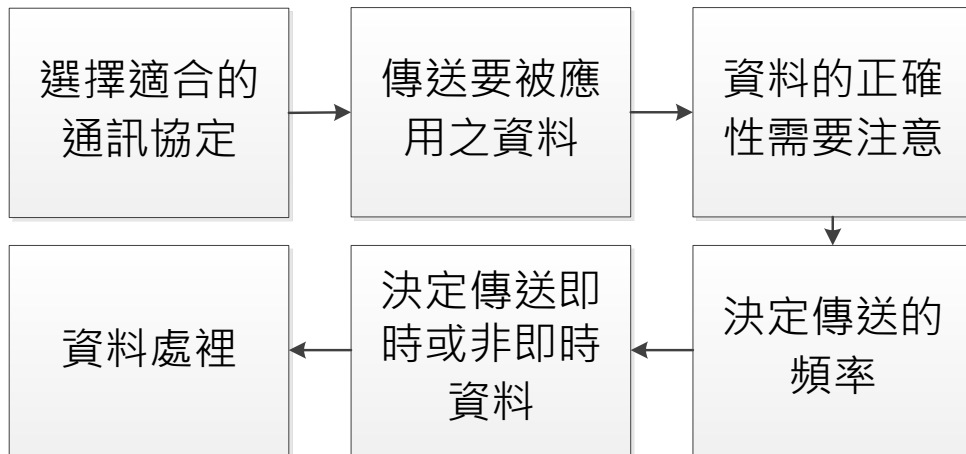 選擇適合的
通訊協定
傳送要被應
用之資料
資料的正確
性需要注意
決定傳送的
頻率
決定傳送即
時或非即時
資料
資料處裡